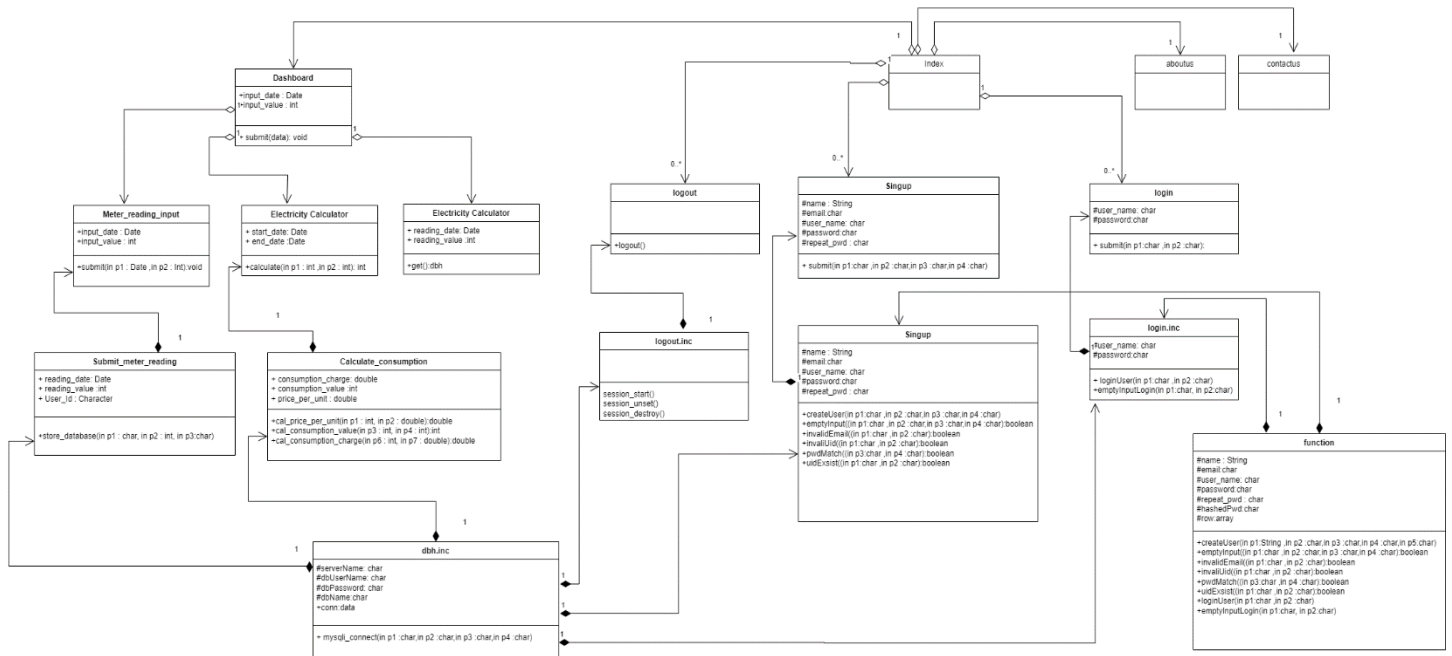 1
1
1
Dashboard
+input_date : Date
+input_value : int
1
+ submit(data): void
1
1
Index
1
1
aboutus
contactus
0..*
0..*
0..*
Meter_reading_input
+input_date : Date
+input_value : int
+submit(in p1 : Date ,in p2 : Int):void
Electricity Calculator
+ start_date: Date
+ end_date :Date
+calculate(in p1 : int ,in p2 : int): int
Electricity Calculator
+ reading_date: Date
+ reading_value :int
+get():dbh
logout
+logout()
Singup
#name : String
#email:char
#user_name: char
#password:char
#repeat_pwd : char
+ submit(in p1:char ,in p2 :char,in p3 :char,in p4 :char)
login
#user_name: char
#password:char
+ submit(in p1:char ,in p2 :char):
1
1
1
1
1
Submit_meter_reading
+ reading_date: Date
+ reading_value :int
+ User_Id : Character
+store_database(in p1 : char, in p2 : int, in p3:char)
Calculate_consumption
+ consumption_charge: double
+ consumption_value :int
+ price_per_unit : double
+cal_price_per_unit(in p1 : int, in p2 : double):double
+cal_consumption_value(in p3 : int, in p4 : int):int
+cal_consumption_charge(in p6 : int, in p7 : double):double
logout.inc
session_start()
session_unset()
session_destroy()
Singup
#name : String
#email:char
#user_name: char
#password:char
1
#repeat_pwd : char
+createUser(in p1:char ,in p2 :char,in p3 :char,in p4 :char)
+emptyInput((in p1:char ,in p2 :char,in p3 :char,in p4 :char):boolean
+invalidEmail((in p1:char ,in p2 :char):boolean
+invaliUid((in p1:char ,in p2 :char):boolean
+pwdMatch((in p3:char ,in p4 :char):boolean
+uidExsist((in p1:char ,in p2 :char):boolean
login.inc
1
#user_name: char
#password:char
+ loginUser(in p1:char ,in p2 :char)
+emptyInputLogin(in p1:char, in p2:char)
function
#name : String
#email:char
#user_name: char
#password:char
#repeat_pwd : char
#hashedPwd:char
#row:array
+createUser(in p1:String ,in p2 :char,in p3 :char,in p4 :char,in p5:char)
+emptyInput((in p1:char ,in p2 :char,in p3 :char,in p4 :char):boolean
+invalidEmail((in p1:char ,in p2 :char):boolean
+invaliUid((in p1:char ,in p2 :char):boolean
+pwdMatch((in p3:char ,in p4 :char):boolean
+uidExsist((in p1:char ,in p2 :char):boolean
+loginUser(in p1:char ,in p2 :char)
+emptyInputLogin(in p1:char, in p2:char)
1
1
dbh.inc
#serverName: char
#dbUserName: char
#dbPassword: char
#dbName:char
+conn:data
+ mysqli_connect(in p1 :char,in p2 :char,in p3 :char,in p4 :char)
1
1
1